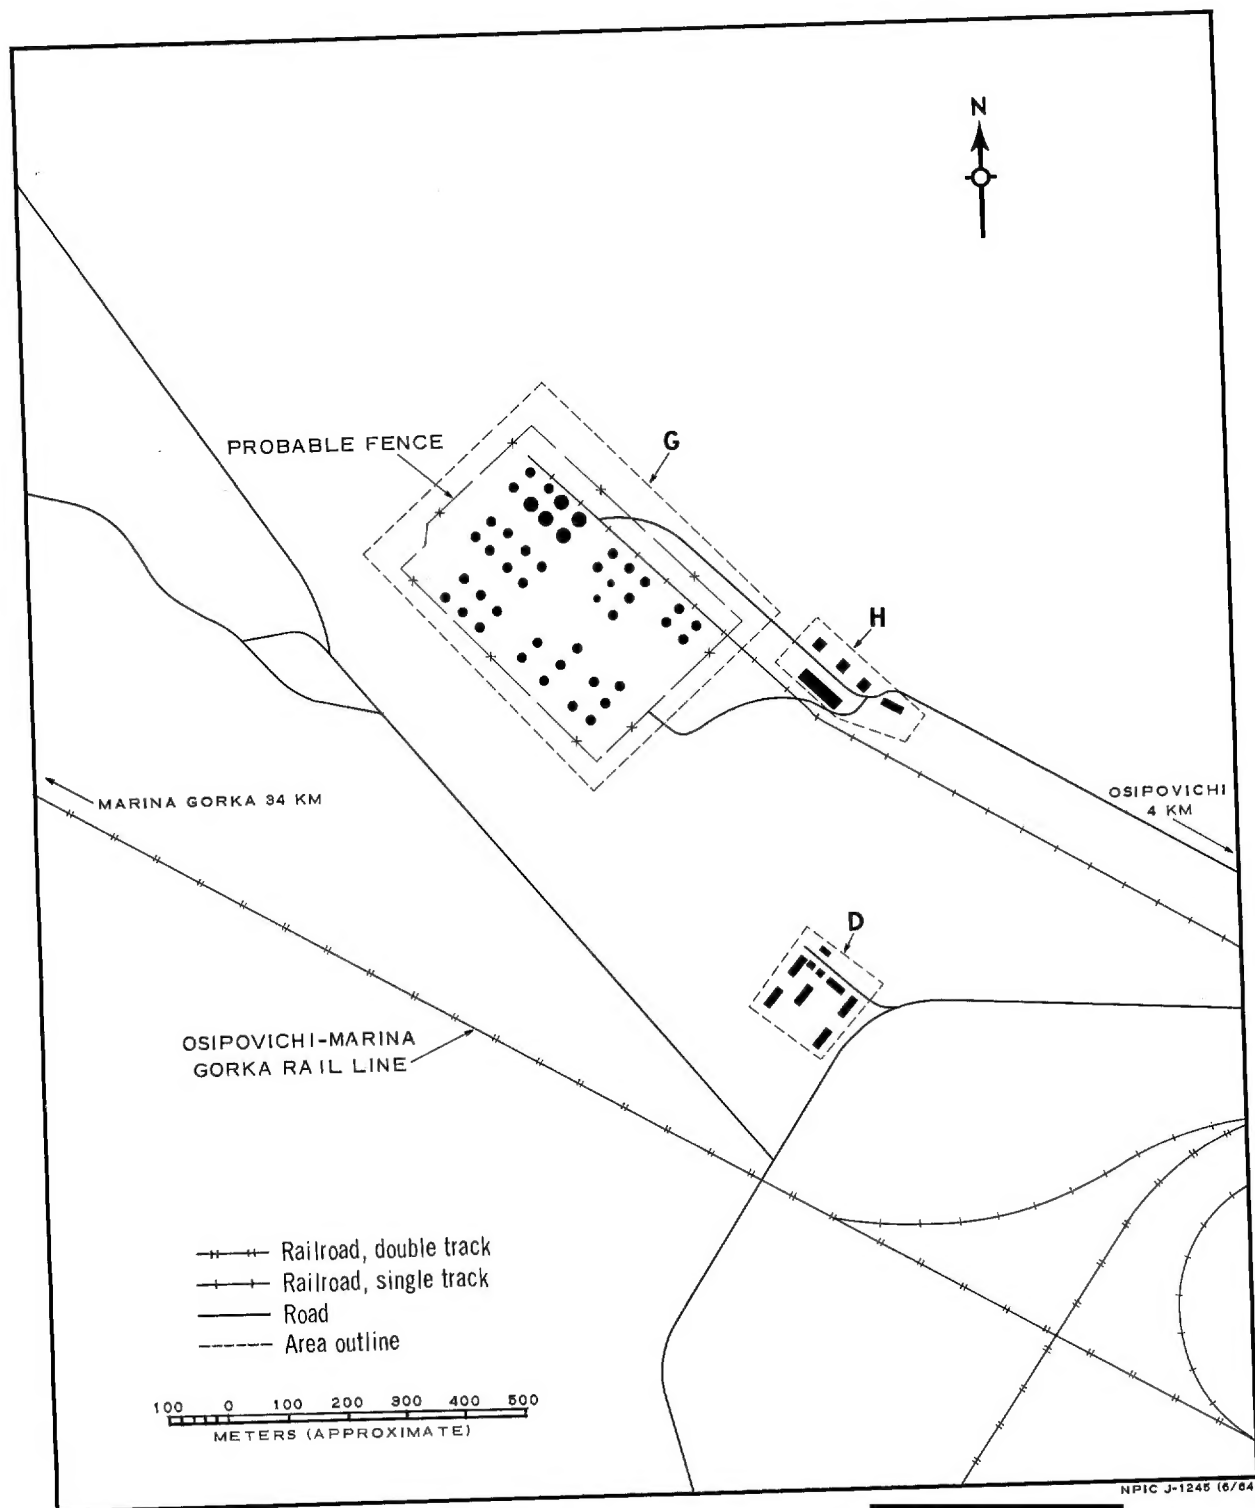 N
PROBABLE FENCE
G
H
MARINA GORKA 34 KM
OSIPOVICHI
4 KM
D
OSIPOVICHI-MARINA
GORKA RAIL LINE
Railroad, double track
Railroad, single track
Road
Area outline
100 0 100 200 300 400 500
METERS (APPROXIMATE)
NPIC J-1245 (6/64